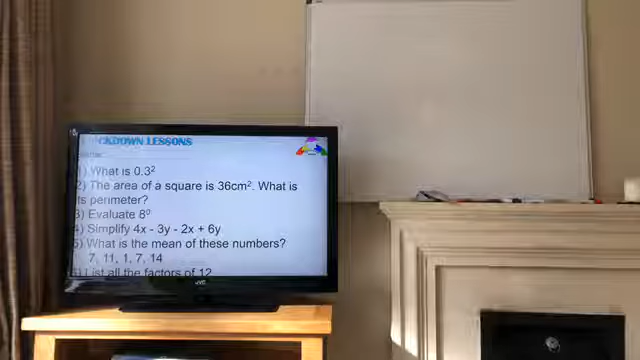 CKDOWN LESSONS
1) What is 0.3²
2) The area of a square is 36cm². What is
ts perimeter?
3) Evaluate 8⁰
4) Simplify 4x - 3y - 2x + 6y
5) What is the mean of these numbers?
7, 11, 1, 7, 14
6) List all the factors of 12
JVC